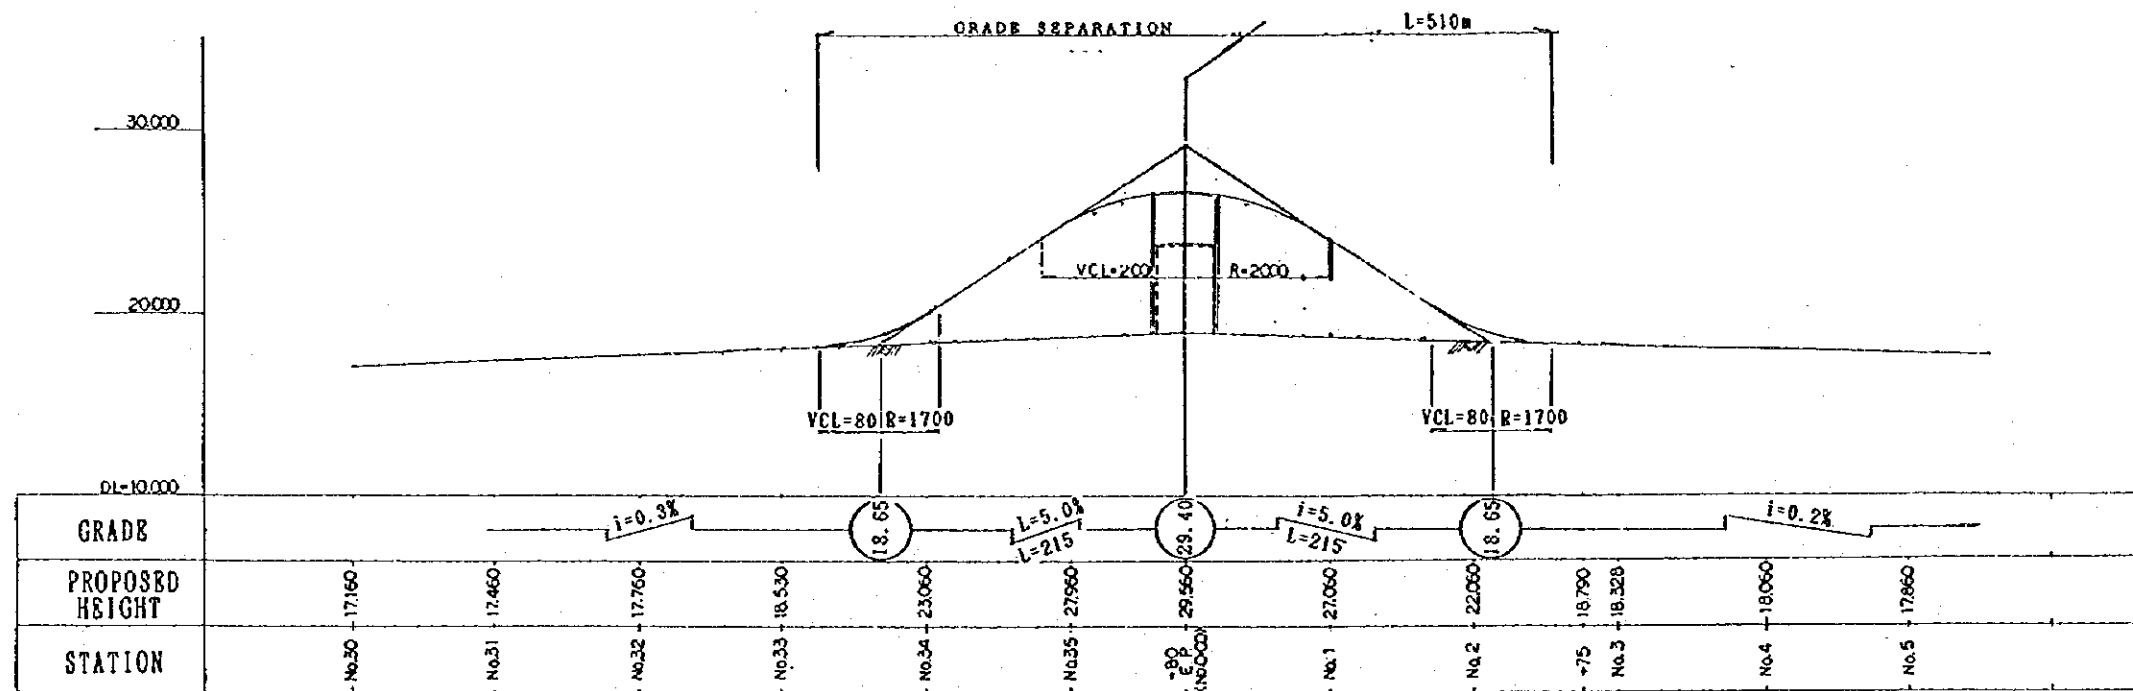 GRADE SEPARATION L=510m
30.000
VCL=200 R=2000
20.000
VCL=80 R=1700 VCL=80 R=1700
DL=10.000
GRADE i=0.3% 18.65 L=5.0% L=215 29.40 i=5.0% L=215 18.65 i=0.2%
PROPOSED HEIGHT 17.160 17.460 17.760 18.530 23.060 27.960 29.560 27.060 22.060 18.790 18.328 18.060 17.860
STATION No.30 No.31 No.32 No.33 No.34 No.35 +80 E.P No.1 No.2 +75 No.3 No.4 No.5